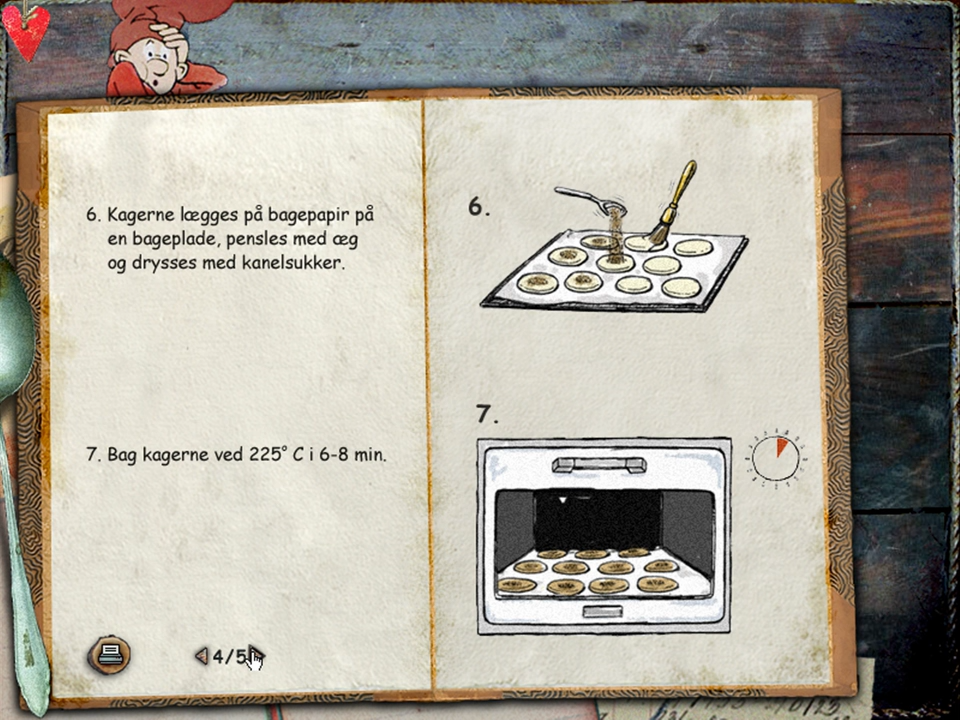 6. Kagerne lægges på bagepapir på
en bageplade, pensles med æg
og drysses med kanelsukker.
7. Bag kagerne ved 225° C i 6-8 min.
4/5
6.
7.